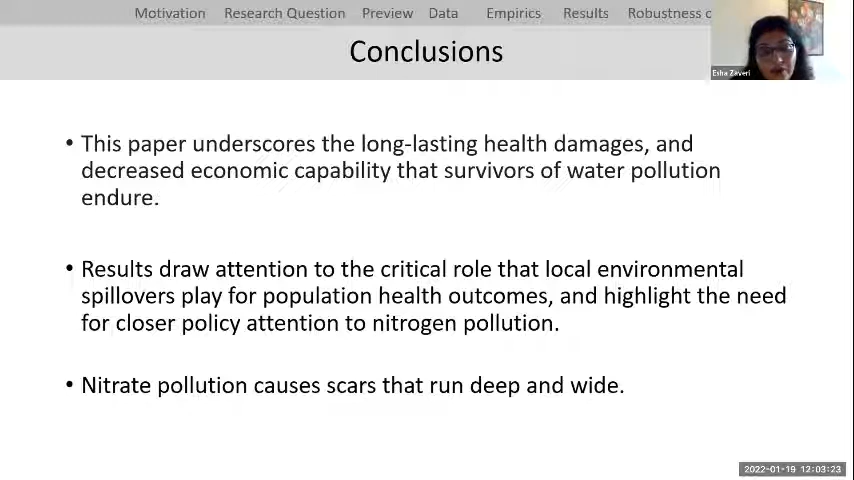 Motivation Research Question Preview Data Empirics Results Robustness
Conclusions
Esha Zaveri
• This paper underscores the long-lasting health damages, and
decreased economic capability that survivors of water pollution
endure.
• Results draw attention to the critical role that local environmental
spillovers play for population health outcomes, and highlight the need
for closer policy attention to nitrogen pollution.
• Nitrate pollution causes scars that run deep and wide.
2022-01-19 12:03:23